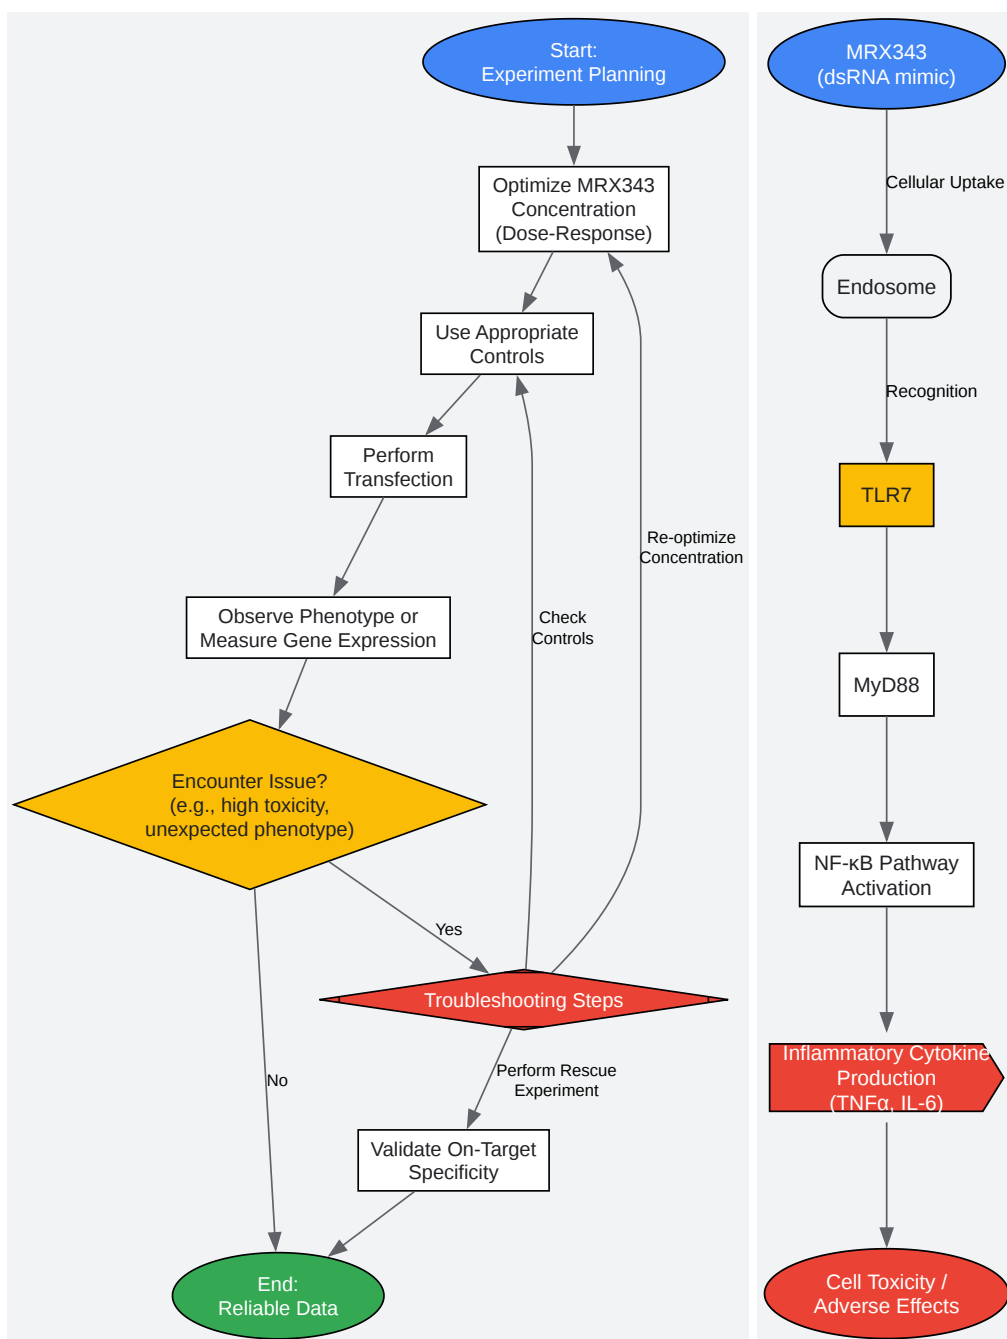 Start:
Experiment Planning
Optimize MRX343
Concentration
(Dose-Response)
Use Appropriate
Controls
Perform
Transfection
Re-optimize
Concentration
Observe Phenotype or
Measure Gene Expression
Check
Controls
Encounter Issue?
(e.g., high toxicity,
unexpected phenotype)
Yes
Troubleshooting Steps
No
Perform Rescue
Experiment
Validate On-Target
Specificity
End:
Reliable Data
MRX343
(dsRNA mimic)
Cellular Uptake
Endosome
Recognition
TLR7
MyD88
NF-κB Pathway
Activation
Inflammatory Cytokine
Production
(TNFα, IL-6)
Cell Toxicity /
Adverse Effects